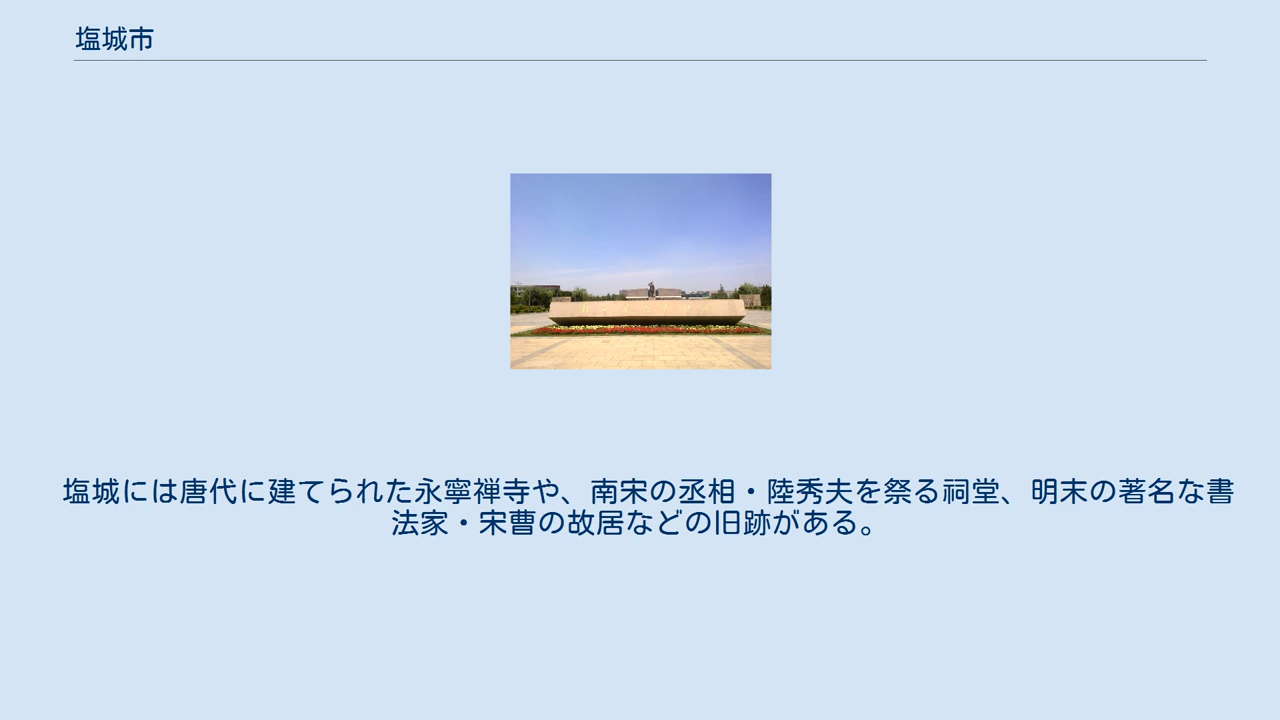 塩城市
塩城には唐代に建てられた永寧禅寺や、南宋の丞相・陸秀夫を祭る祠堂、明末の著名な書
法家・宋曹の故居などの旧跡がある。